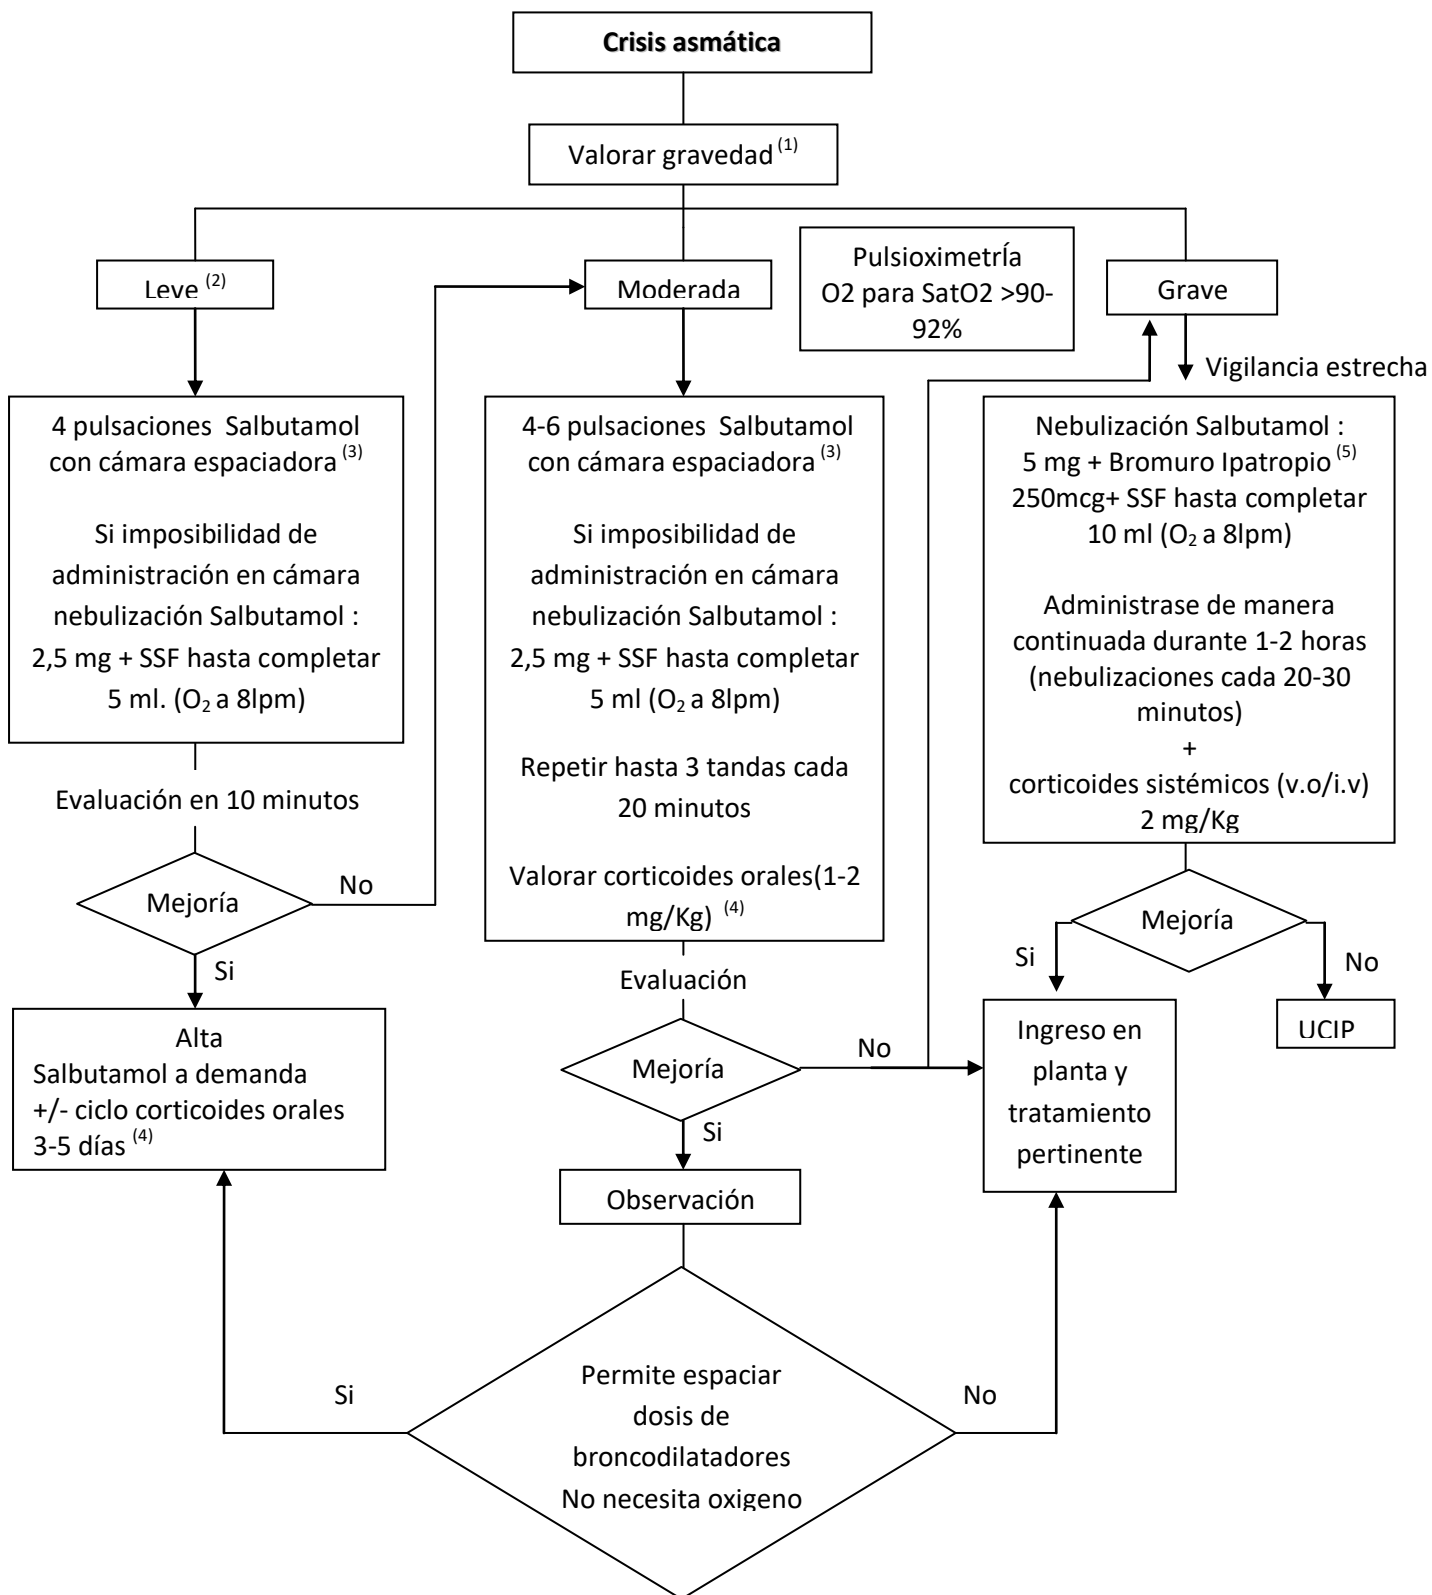 Crisis asmática
Valorar gravedad (1)
Leve (2)
Moderada
PulsioximetrÍa
O2 para SatO2 >90-
92%
Grave
Vigilancia estrecha
4 pulsaciones Salbutamol
con cámara espaciadora (3)
Si imposibilidad de
administración en cámara
nebulización Salbutamol :
2,5 mg + SSF hasta completar
5 ml. (O2 a 8lpm)
Evaluación en 10 minutos
Mejoría
No
Si
Alta
Salbutamol a demanda
+/- ciclo corticoides orales
3-5 días (4)
4-6 pulsaciones Salbutamol
con cámara espaciadora (3)
Si imposibilidad de
administración en cámara
nebulización Salbutamol :
2,5 mg + SSF hasta completar
5 ml (O2 a 8lpm)
Repetir hasta 3 tandas cada
20 minutos
Valorar corticoides orales(1-2
mg/Kg) (4)
Evaluación
Mejoría
No
Si
Observación
Nebulización Salbutamol :
5 mg + Bromuro Ipatropio (5)
250mcg+ SSF hasta completar
10 ml (O2 a 8lpm)
Administrase de manera
continuada durante 1-2 horas
(nebulizaciones cada 20-30
minutos)
+
corticoides sistémicos (v.o/i.v)
2 mg/Kg
Mejoría
Si
No
Ingreso en
planta y
tratamiento
pertinente
UCIP
Si
Permite espaciar
dosis de
broncodilatadores
No necesita oxigeno
No